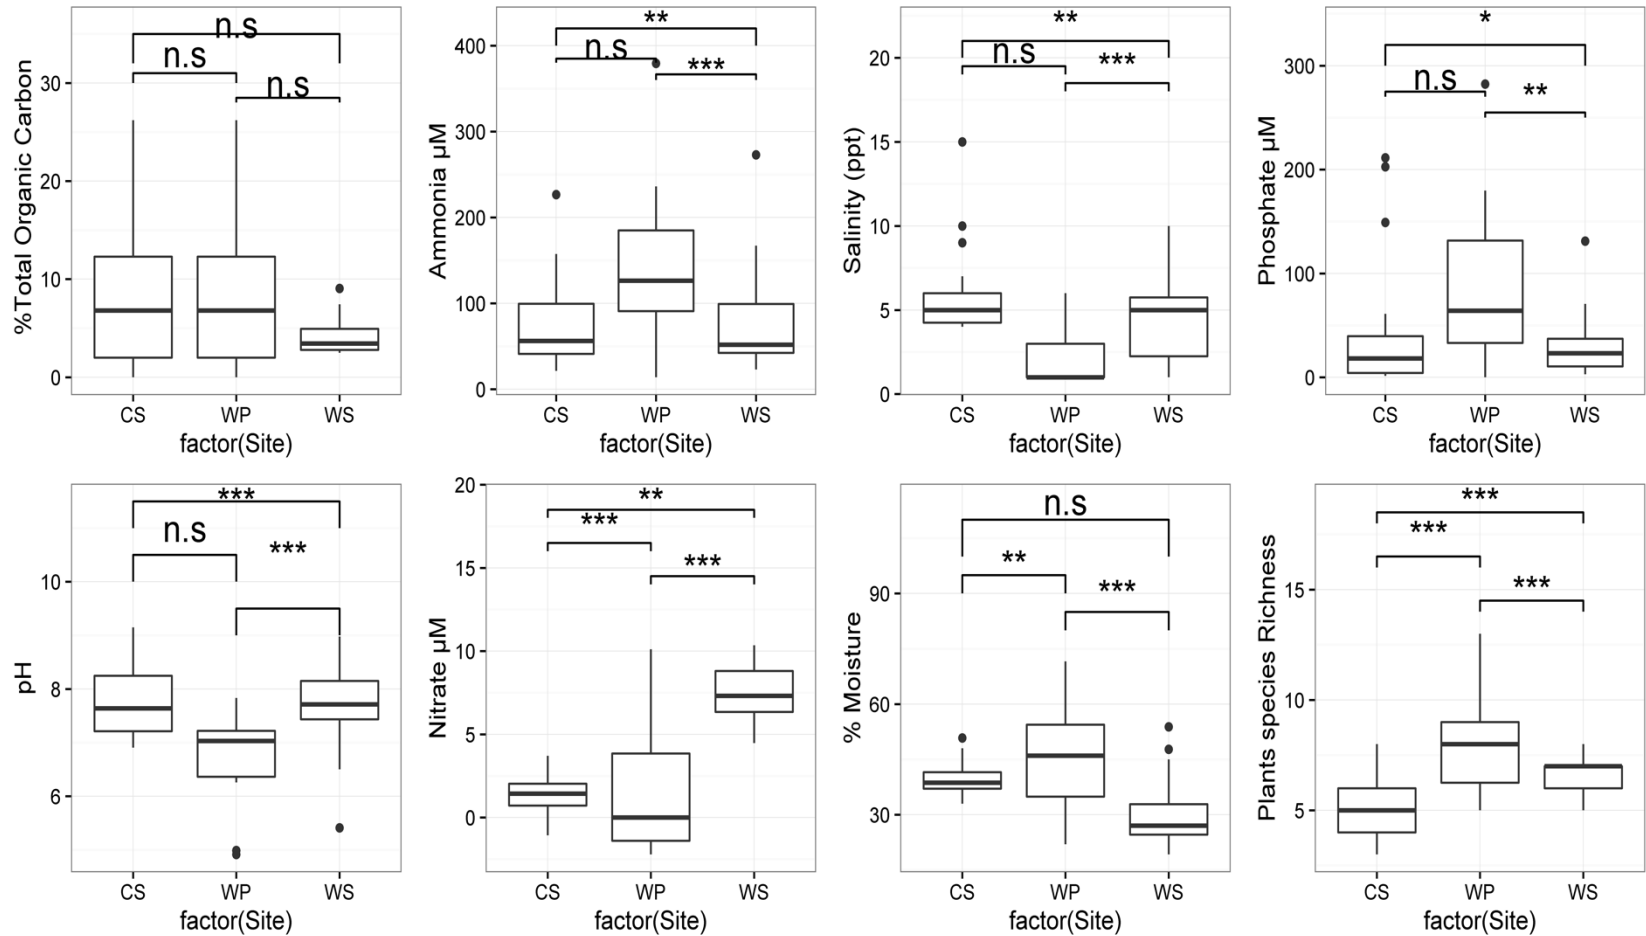 %Total Organic Carbon
n.s
n.s
n.s
30
20
10
0
CS WP WS
factor(Site)
Ammonia µM
**
n.s
***
400
300
200
100
0
CS WP WS
factor(Site)
Salinity (ppt)
**
n.s
***
20
15
10
5
0
CS WP WS
factor(Site)
Phosphate µM
*
n.s
**
300
200
100
0
CS WP WS
factor(Site)
pH
***
n.s
***
10
8
6
CS WP WS
factor(Site)
Nitrate µM
**
***
***
20
15
10
5
0
CS WP WS
factor(Site)
% Moisture
n.s
**
***
90
60
30
CS WP WS
factor(Site)
Plants species Richness
***
***
***
15
10
5
CS WP WS
factor(Site)